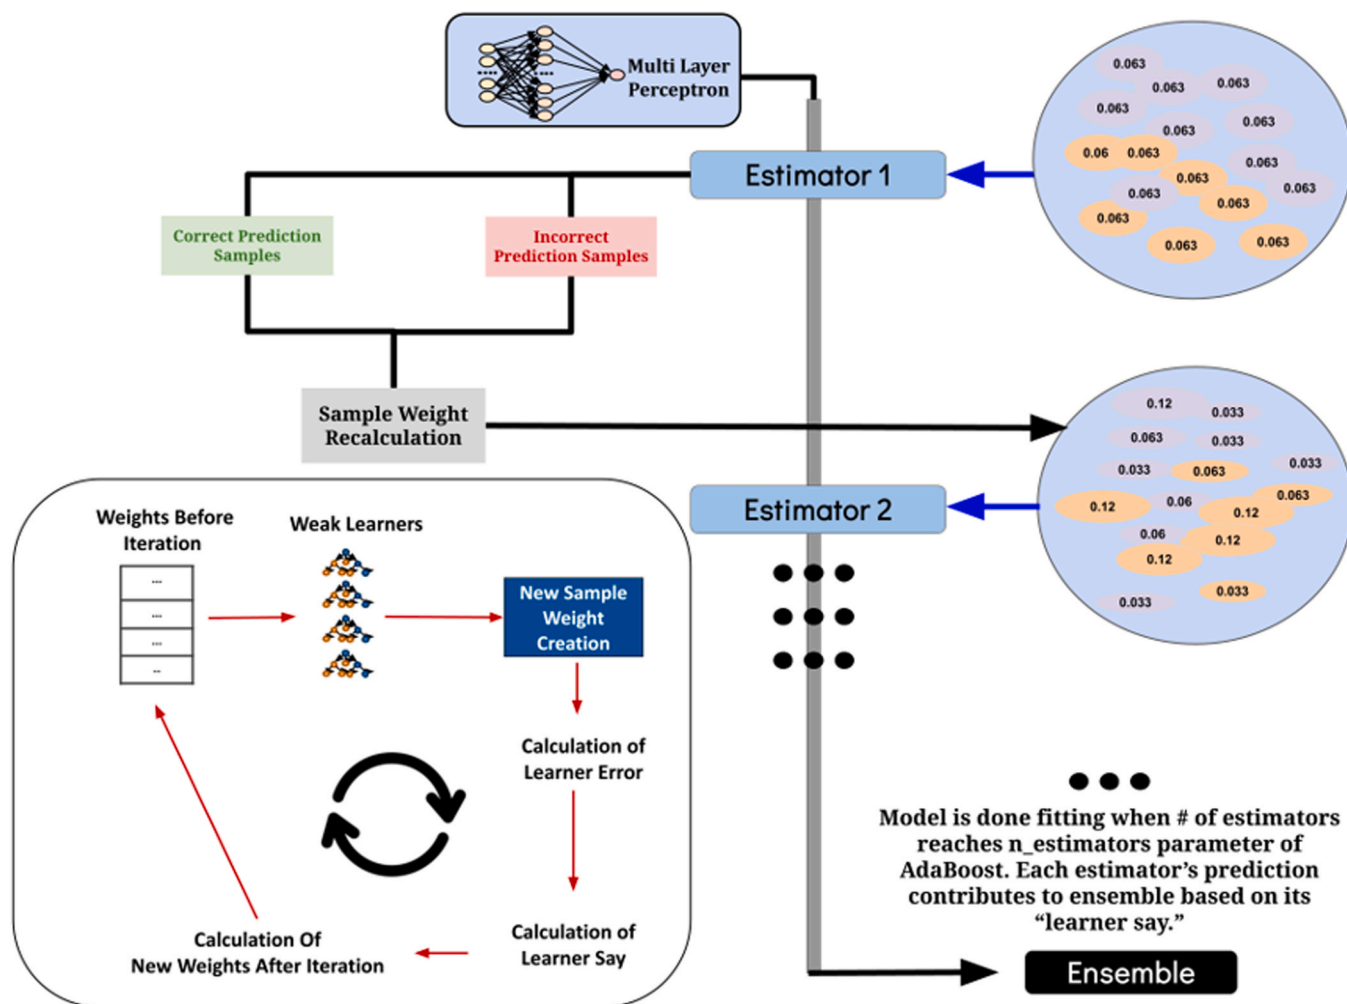 Multi Layer
Perceptron
Estimator 1
0.063
0.063
0.063
0.063
0.063
0.063
0.06
0.063
0.063
0.063
0.063
0.063
0.063
0.063
0.063
0.063
Correct Prediction
Samples
Incorrect
Prediction Samples
Sample Weight
Recalculation
0.12
0.033
0.063
0.033
0.033
0.063
0.033
0.12
0.06
0.063
0.12
0.06
0.12
0.12
0.033
0.033
Estimator 2
Weights Before
Iteration
...
...
...
..
Weak Learners
New Sample
Weight
Creation
Calculation of
Learner Error
Calculation of
Learner Say
Calculation Of
New Weights After Iteration
Model is done fitting when # of estimators
reaches n_estimators parameter of
AdaBoost. Each estimator’s prediction
contributes to ensemble based on its
“learner say.”
Ensemble